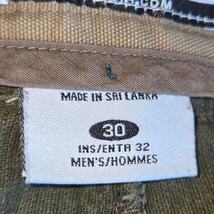 .COM
L
MADE IN SRI LANKA
30
INS/ENTR 32
MEN'S/HOMMES